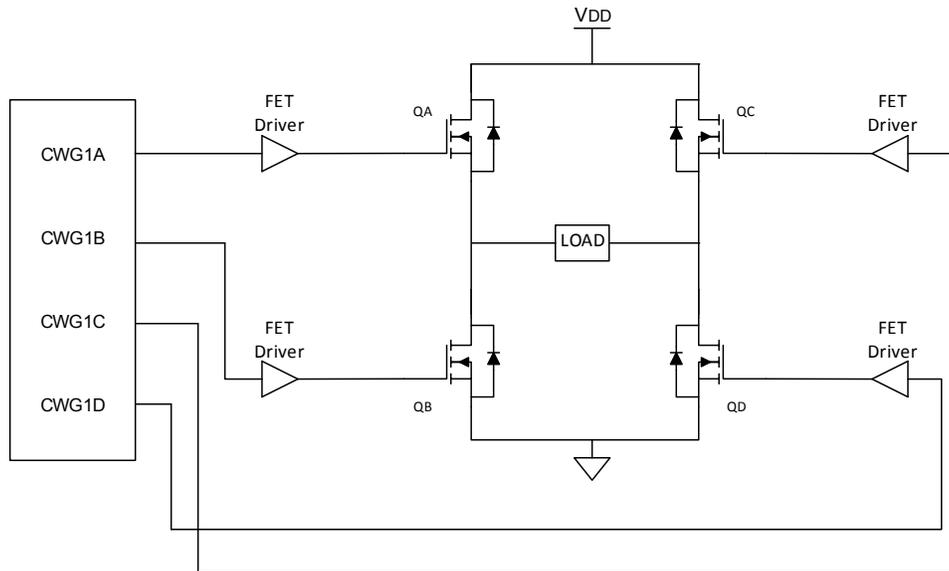 VDD
FET
Driver
QA
QC
FET
Driver
CWG1A
CWG1B
LOAD
CWG1C
FET
Driver
FET
Driver
CWG1D
QB
QD